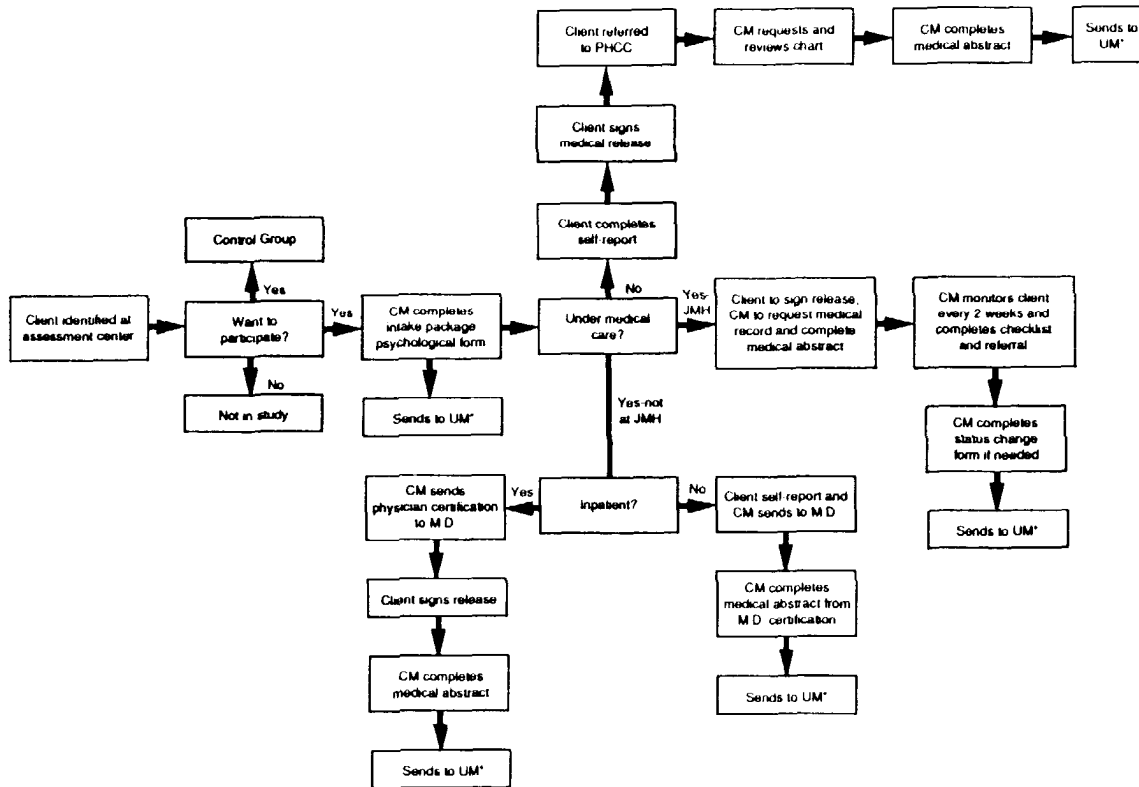 Client referred
to PHCC
CM requests and
reviews chart
CM completes
medical abstract
Sends to
UM*
Client signs
medical release
Client completes
self-report
Control Group
Yes
No
Client identified at
assessment center
Want to
participate?
Yes
CM completes
intake package
psychological form
Under medical
care?
Yes-
JMH
Client to sign release,
CM to request medical
record and complete
medical abstract
CM monitors client
every 2 weeks and
completes checklist
and referral
No
Not in study
Sends to UM*
Yes-not
at JMH
CM completes
status change
form if needed
Sends to UM*
CM sends
physician certification
to M D
Yes
Inpatient?
No
Client self-report and
CM sends to M D
Client signs release
CM completes
medical abstract from
M D certification
CM completes
medical abstract
Sends to UM*
Sends to UM*